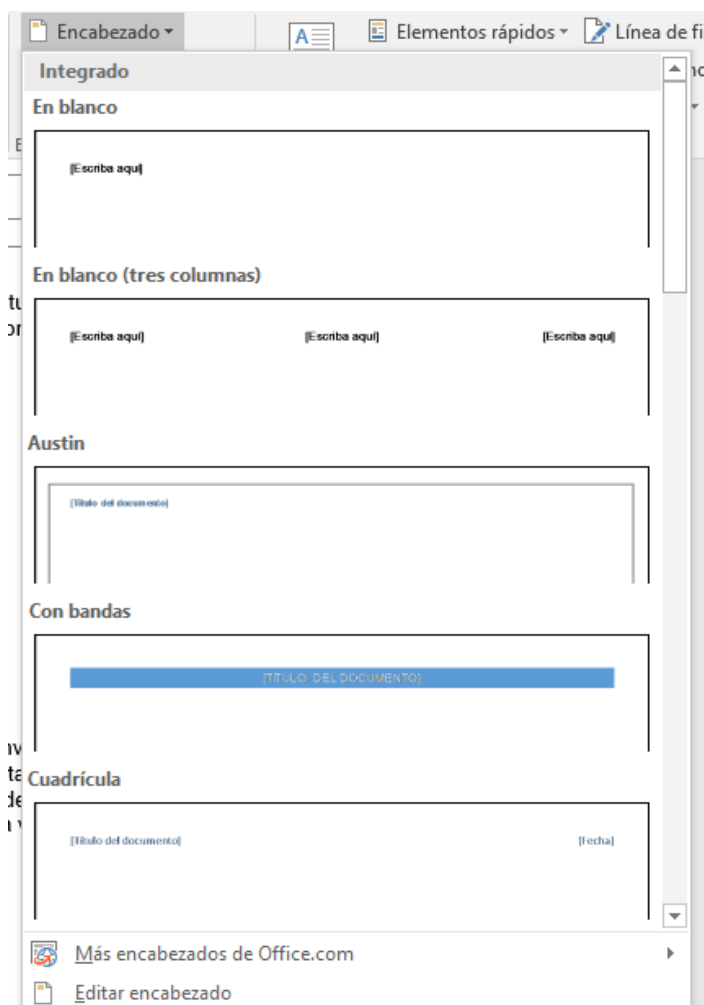 Encabezado
Elementos rápidos
Línea de fi
Integrado
En blanco
[Escriba aquí]
En blanco (tres columnas)
[Escriba aquí] [Escriba aquí] [Escriba aquí]
Austin
[Título del documento]
Con bandas
[TÍTULO DEL DOCUMENTO]
Cuadrícula
[Título del documento] [Fecha]
Más encabezados de Office.com
Editar encabezado